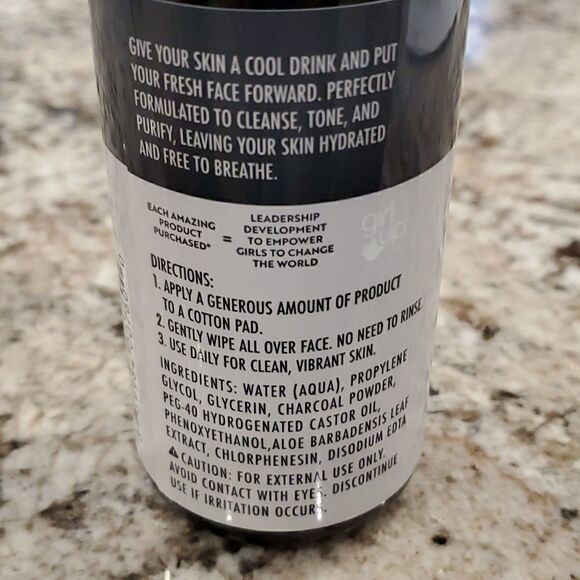 GIVE YOUR SKIN A COOL DRINK AND PUT
YOUR FRESH FACE FORWARD. PERFECTLY
FORMULATED TO CLEANSE, TONE, AND
PURIFY, LEAVING YOUR SKIN HYDRATED
AND FREE TO BREATHE.
EACH AMAZING
PRODUCT
PURCHASED*
=
LEADERSHIP
DEVELOPMENT
TO EMPOWER
GIRLS TO CHANGE
THE WORLD
girl
up
DIRECTIONS:
1. APPLY A GENEROUS AMOUNT OF PRODUCT
TO A COTTON PAD.
2. GENTLY WIPE ALL OVER FACE. NO NEED TO RINSE.
3. USE DAILY FOR CLEAN, VIBRANT SKIN.
INGREDIENTS: WATER (AQUA), PROPYLENE
GLYCOL, GLYCERIN, CHARCOAL POWDER,
PEG-40 HYDROGENATED CASTOR OIL,
PHENOXYETHANOL, ALOE BARBADENSIS LEAF
EXTRACT, CHLORPHENESIN, DISODIUM EDTA
CAUTION: FOR EXTERNAL USE ONLY.
AVOID CONTACT WITH EYES. DISCONTINUE
USE IF IRRITATION OCCURS.